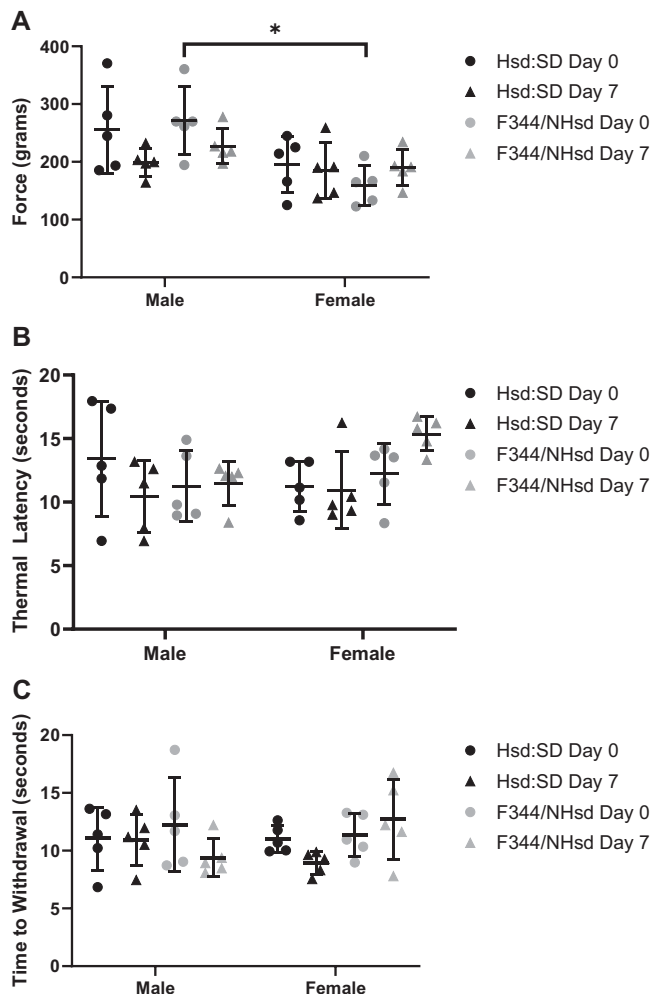 A
*
400
300
200
100
0
Force (grams)
Male
Female
Hsd:SD Day 0
Hsd:SD Day 7
F344/NHsd Day 0
F344/NHsd Day 7
B
20
15
10
5
0
Thermal Latency (seconds)
Male
Female
Hsd:SD Day 0
Hsd:SD Day 7
F344/NHsd Day 0
F344/NHsd Day 7
C
20
15
10
5
0
Time to Withdrawal (seconds)
Male
Female
Hsd:SD Day 0
Hsd:SD Day 7
F344/NHsd Day 0
F344/NHsd Day 7